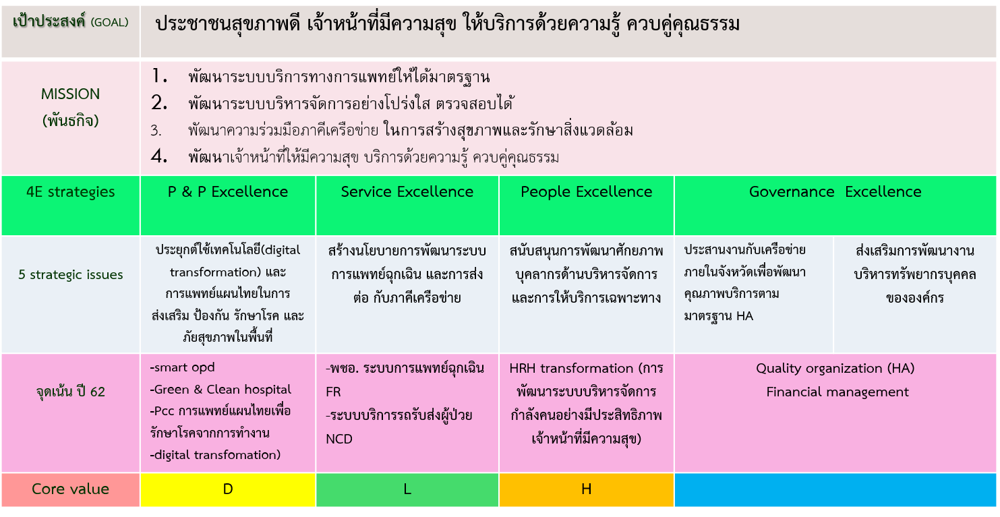 เป้าประสงค์ (GOAL)
ประชาชนสุขภาพดี เจ้าหน้าที่มีความสุข ให้บริการด้วยความรู้ ควบคู่คุณธรรม
MISSION
(พันธกิจ)
1. พัฒนาระบบบริการทางการแพทย์ให้ได้มาตรฐาน
2. พัฒนาระบบบริหารจัดการอย่างโปร่งใส ตรวจสอบได้
3. พัฒนาความร่วมมือภาคีเครือข่าย ในการสร้างสุขภาพและรักษาสิ่งแวดล้อม
4. พัฒนาเจ้าหน้าที่ให้มีความสุข บริการด้วยความรู้ ควบคู่คุณธรรม
4E strategies
P & P Excellence
Service Excellence
People Excellence
Governance Excellence
5 strategic issues
ประยุกต์ใช้เทคโนโลยี(digital
transformation) และ
การแพทย์แผนไทยในการ
ส่งเสริม ป้องกัน รักษาโรค และ
ภัยสุขภาพในพื้นที่
สร้างนโยบายการพัฒนาระบบ
การแพทย์ฉุกเฉิน และการส่ง
ต่อ กับภาคีเครือข่าย
สนับสนุนการพัฒนาศักยภาพ
บุคลากรด้านบริหารจัดการ
และการให้บริการเฉพาะทาง
ประสานงานกับเครือข่าย
ภายในจังหวัดเพื่อพัฒนา
คุณภาพบริการตาม
มาตรฐาน HA
ส่งเสริมการพัฒนางาน
บริหารทรัพยากรบุคคล
ขององค์กร
จุดเน้น ปี 62
-smart opd
-Green & Clean hospital
-Pcc การแพทย์แผนไทยเพื่อ
รักษาโรคจากการทำงาน
-digital transfomation)
-พชอ. ระบบการแพทย์ฉุกเฉิน
FR
-ระบบบริการรถรับส่งผู้ป่วย
NCD
HRH transformation (การ
พัฒนาระบบบริหารจัดการ
กำลังคนอย่างมีประสิทธิภาพ
เจ้าหน้าที่มีความสุข)
Quality organization (HA)
Financial management
Core value
D
L
H